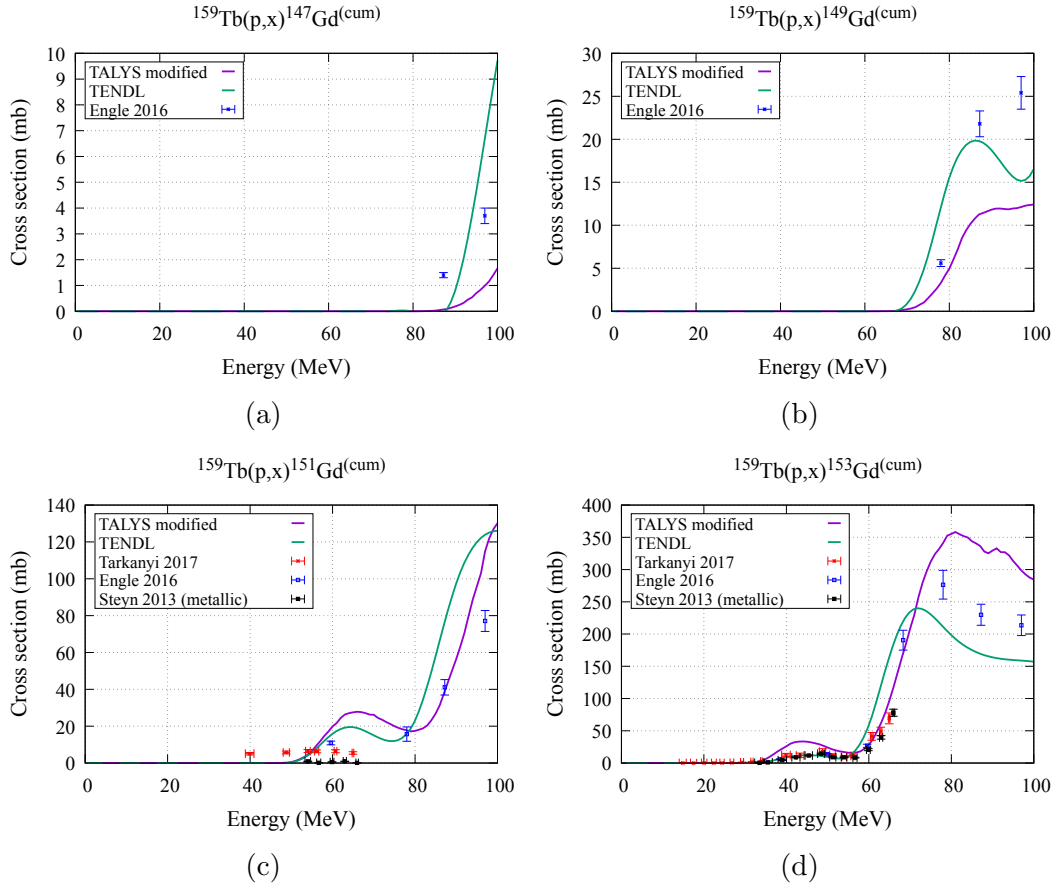 159Tb(p,x)147Gd(cum)
Cross section (mb)
10
9
8
7
6
5
4
3
2
1
0
TALYS modified
TENDL
Engle 2016
0 20 40 60 80 100
Energy (MeV)
(a)
159Tb(p,x)149Gd(cum)
Cross section (mb)
30
25
20
15
10
5
0
TALYS modified
TENDL
Engle 2016
0 20 40 60 80 100
Energy (MeV)
(b)
159Tb(p,x)151Gd(cum)
Cross section (mb)
140
120
100
80
60
40
20
0
TALYS modified
TENDL
Tarkanyi 2017
Engle 2016
Steyn 2013 (metallic)
0 20 40 60 80 100
Energy (MeV)
(c)
159Tb(p,x)153Gd(cum)
Cross section (mb)
400
350
300
250
200
150
100
50
0
TALYS modified
TENDL
Tarkanyi 2017
Engle 2016
Steyn 2013 (metallic)
0 20 40 60 80 100
Energy (MeV)
(d)